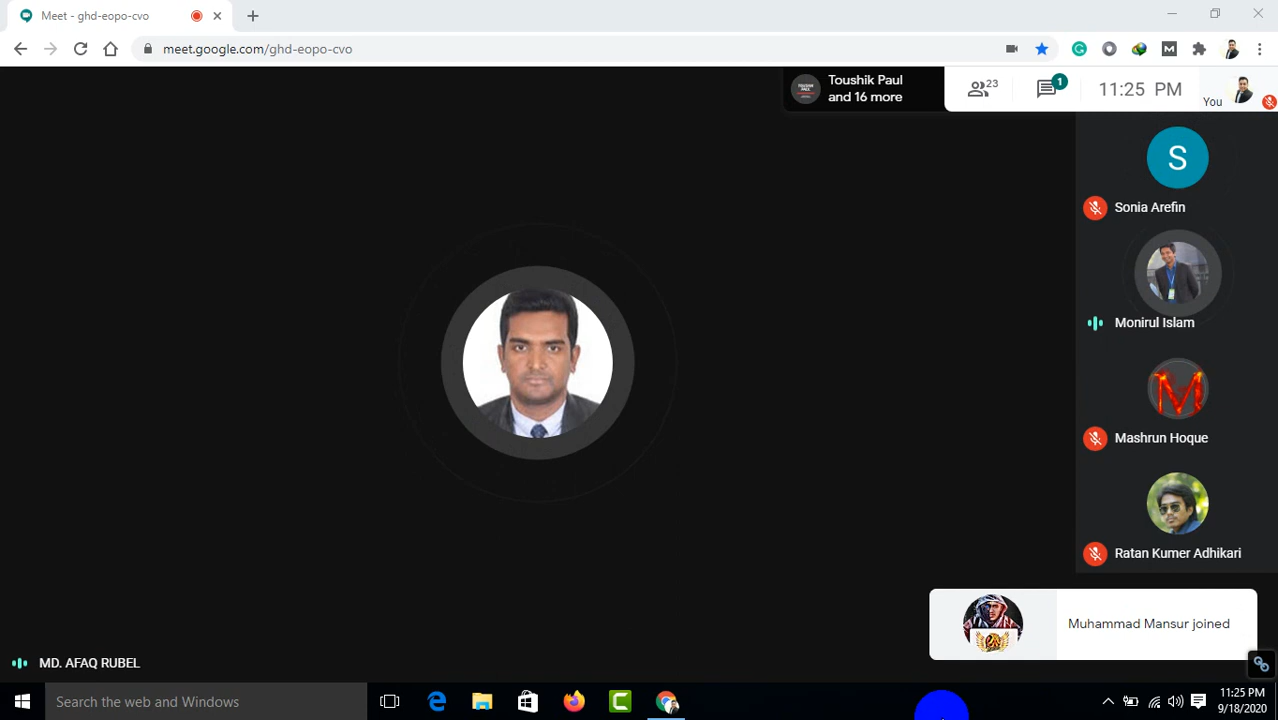 Meet - ghd-eopo-cvo
meet.google.com/ghd-eopo-cvo
Toushik Paul
and 16 more
23
1
11:25 PM
You
S
Sonia Arefin
Monirul Islam
M
Mashrun Hoque
Ratan Kumer Adhikari
Muhammad Mansur joined
MD. AFAQ RUBEL
Search the web and Windows
11:25 PM
9/18/2020